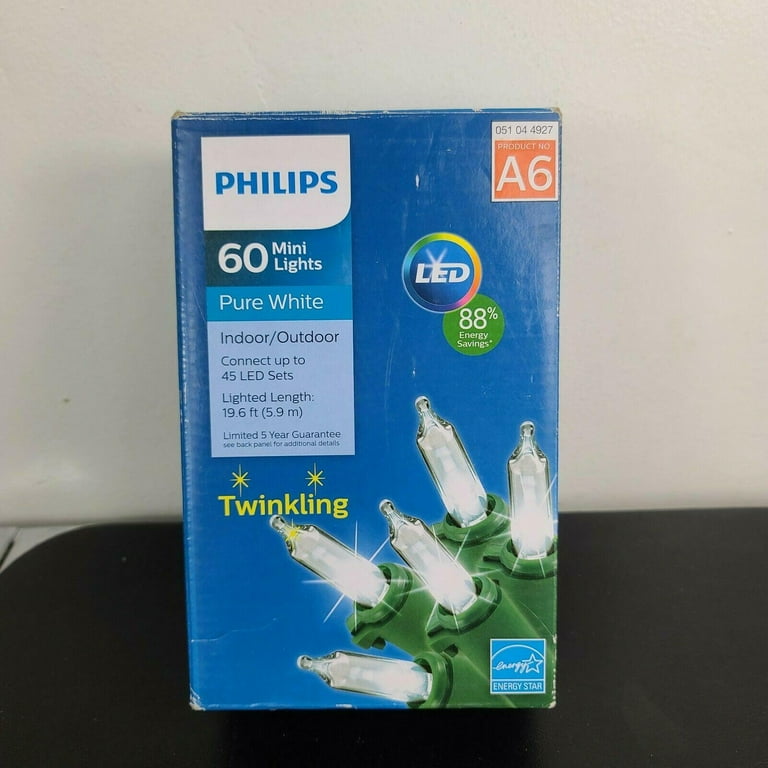 051 04 4927
PRODUCT NO.
A6
PHILIPS
60 Mini
Lights
Pure White
Indoor/Outdoor
Connect up to
45 LED Sets
Lighted Length:
19.6 ft (5.9 m)
Limited 5 Year Guarantee
see back panel for additional details
LED
88%
Energy
Savings*
Twinkling
energy
ENERGY STAR